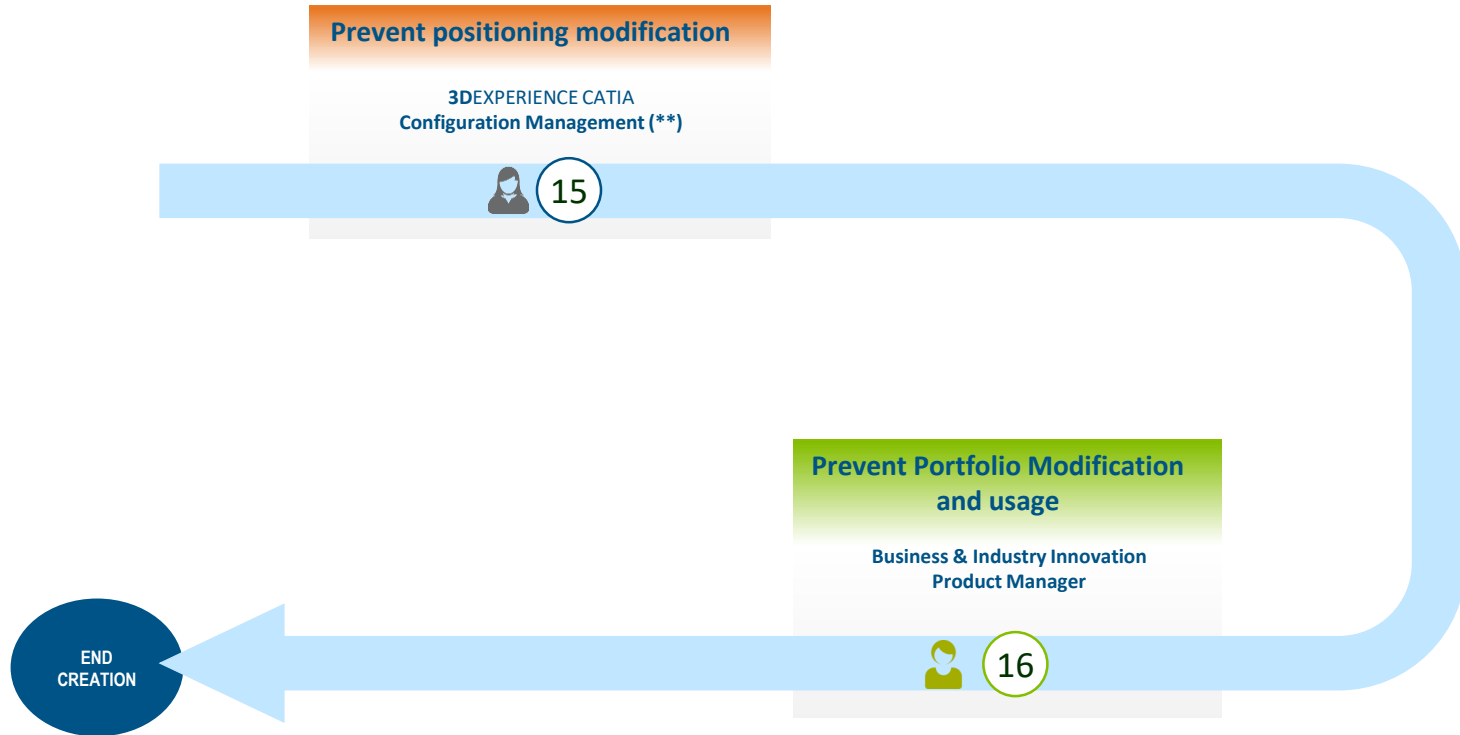 Prevent positioning modification
3DEXPERIENCE CATIA
Configuration Management (**)
15
Prevent Portfolio Modification
and usage
Business & Industry Innovation
Product Manager
16
END
CREATION